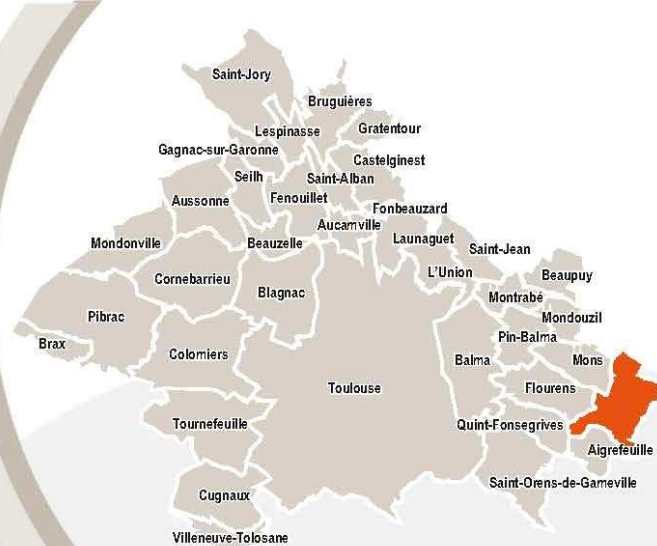 Saint-Jory
Bruguières
Lespinasse
Gratentour
Gagnac-sur-Garonne
Castelginest
Seilh
Saint-Alban
Aussonne
Fenouillet
Fonbeauzard
Aucamville
Launaguet
Mondonville
Beauzelle
Saint-Jean
L'Union
Beaupuy
Cornebarrieu
Blagnac
Montrabé
Pibrac
Mondouzil
Pin-Balma
Brax
Colomiers
Balma
Mons
Toulouse
Flourens
Tournefeuille
Quint-Fonsegrives
Aigrefeuille
Saint-Orens-de-Gameville
Cugnaux
Villeneuve-Tolosane